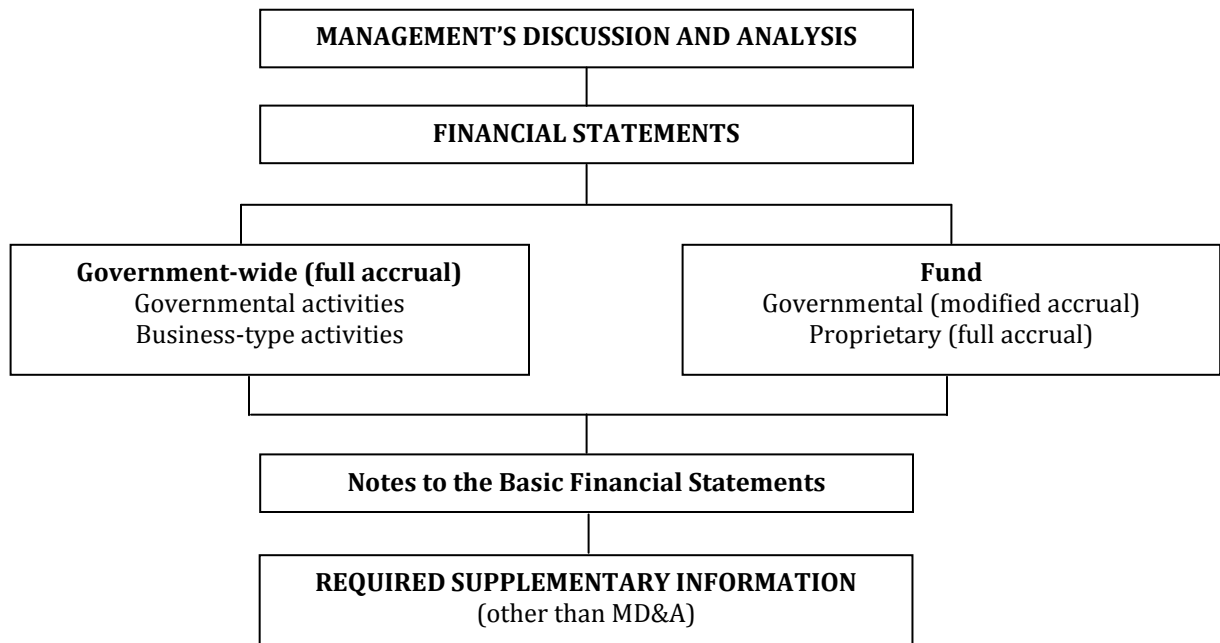 MANAGEMENT’S DISCUSSION AND ANALYSIS
FINANCIAL STATEMENTS
Government-wide (full accrual)
Governmental activities
Business-type activities
Fund
Governmental (modified accrual)
Proprietary (full accrual)
Notes to the Basic Financial Statements
REQUIRED SUPPLEMENTARY INFORMATION
(other than MD&A)